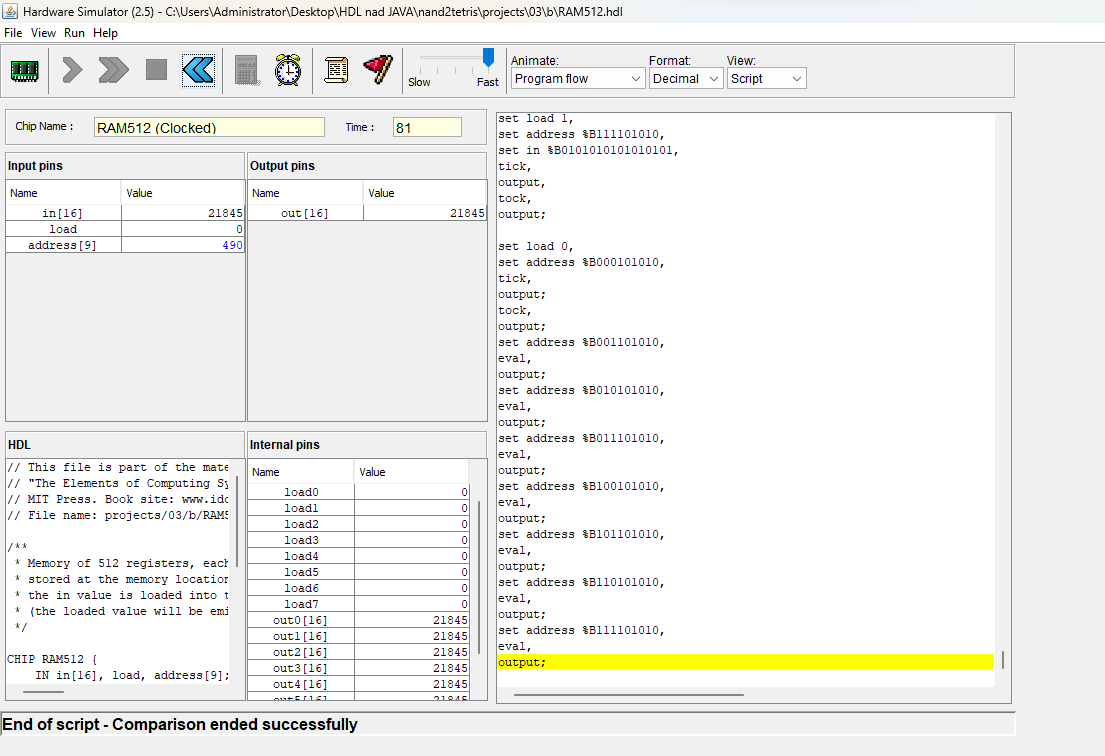 Hardware Simulator (2.5) - C:\Users\Administrator\Desktop\HDL nad JAVA\nand2tetris\projects\03\b\RAM512.hdl
File View Run Help
Slow Fast
Animate: Format: View:
Program flow Decimal Script
Chip Name : RAM512 (Clocked) Time : 81
Input pins
Name Value
in[16] 21845
load 0
address[9] 490
Output pins
Name Value
out[16] 21845
HDL
// This file is part of the mate
// "The Elements of Computing Sy
// MIT Press. Book site: www.idc
// File name: projects/03/b/RAM5
/**
* Memory of 512 registers, each
* stored at the memory location
* the in value is loaded into t
* (the loaded value will be emi
*/
CHIP RAM512 {
IN in[16], load, address[9];
Internal pins
Name Value
load0 0
load1 0
load2 0
load3 0
load4 0
load5 0
load6 0
load7 0
out0[16] 21845
out1[16] 21845
out2[16] 21845
out3[16] 21845
out4[16] 21845
out5[16] 21845
set load 1,
set address %B111101010,
set in %B0101010101010101,
tick,
output,
tock,
output;
set load 0,
set address %B000101010,
tick,
output;
tock,
output;
set address %B001101010,
eval,
output;
set address %B010101010,
eval,
output;
set address %B011101010,
eval,
output;
set address %B100101010,
eval,
output;
set address %B101101010,
eval,
output;
set address %B110101010,
eval,
output;
set address %B111101010,
eval,
output;
End of script - Comparison ended successfully